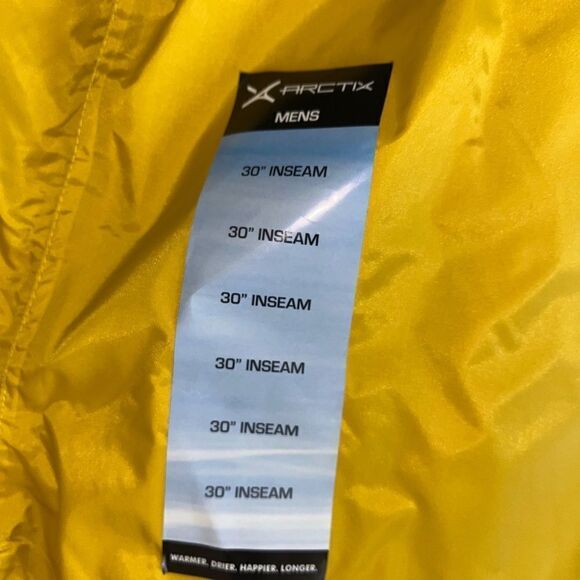 ARCTIX
MENS
30" INSEAM
30" INSEAM
30" INSEAM
30" INSEAM
30" INSEAM
30" INSEAM
WARMER. DRIER. HAPPIER. LONGER.